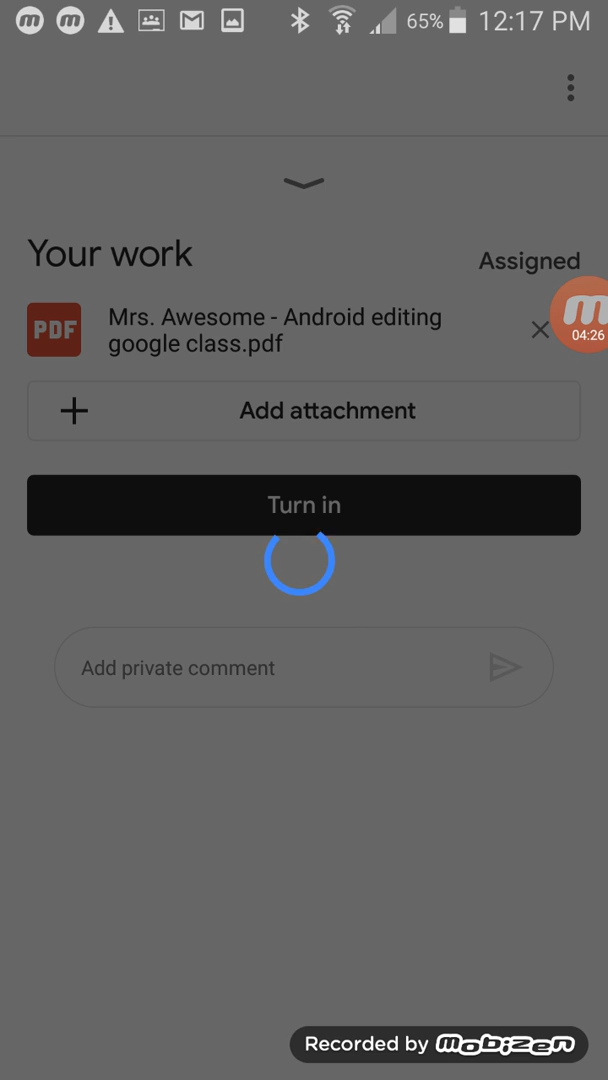 65% 12:17 PM
Your work
Assigned
PDF
Mrs. Awesome - Android editing
google class.pdf
04:26
Add attachment
Turn in
Add private comment
Recorded by mobizen